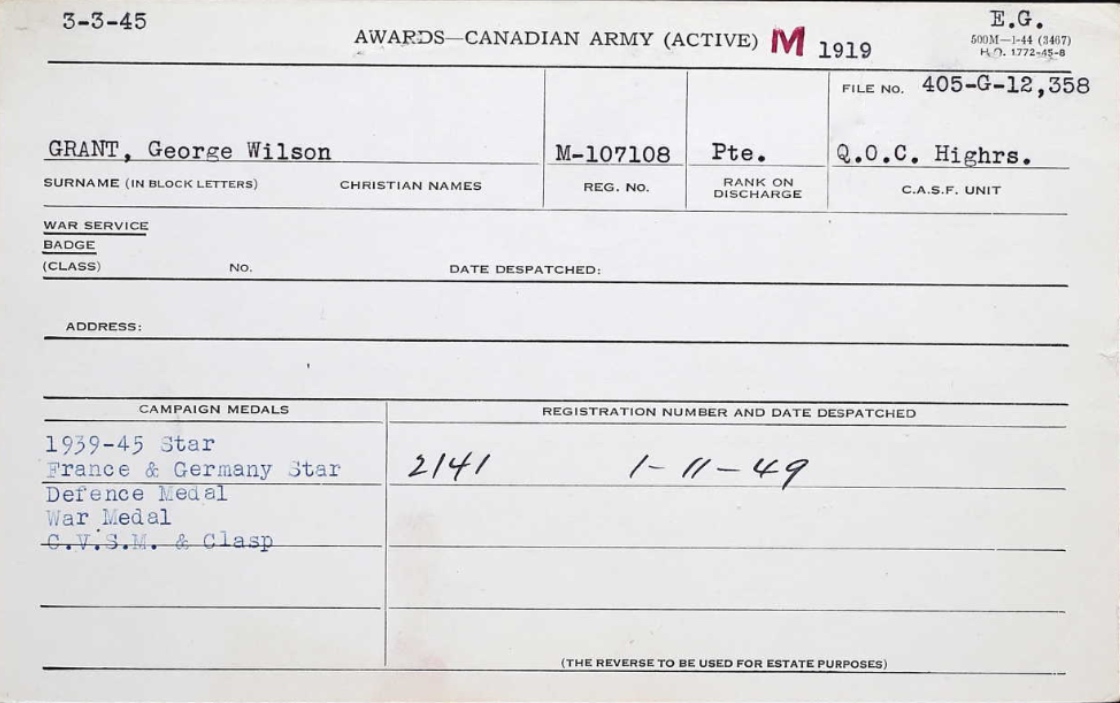 3-3-45
AWARDS—CANADIAN ARMY (ACTIVE) M 1919
E.G.
500M—1-44 (3467)
H.Q. 1772-45-8
FILE NO. 405-G-12,358
GRANT, George Wilson M-107108 Pte. Q.O.C. Highrs.
SURNAME (IN BLOCK LETTERS) CHRISTIAN NAMES REG. NO. RANK ON DISCHARGE C.A.S.F. UNIT
WAR SERVICE
BADGE
(CLASS) NO. DATE DESPATCHED:
ADDRESS:
CAMPAIGN MEDALS REGISTRATION NUMBER AND DATE DESPATCHED
1939-45 Star
France & Germany Star 2141 1-11-49
Defence Medal
War Medal
C.V.S.M. & Clasp
(THE REVERSE TO BE USED FOR ESTATE PURPOSES)